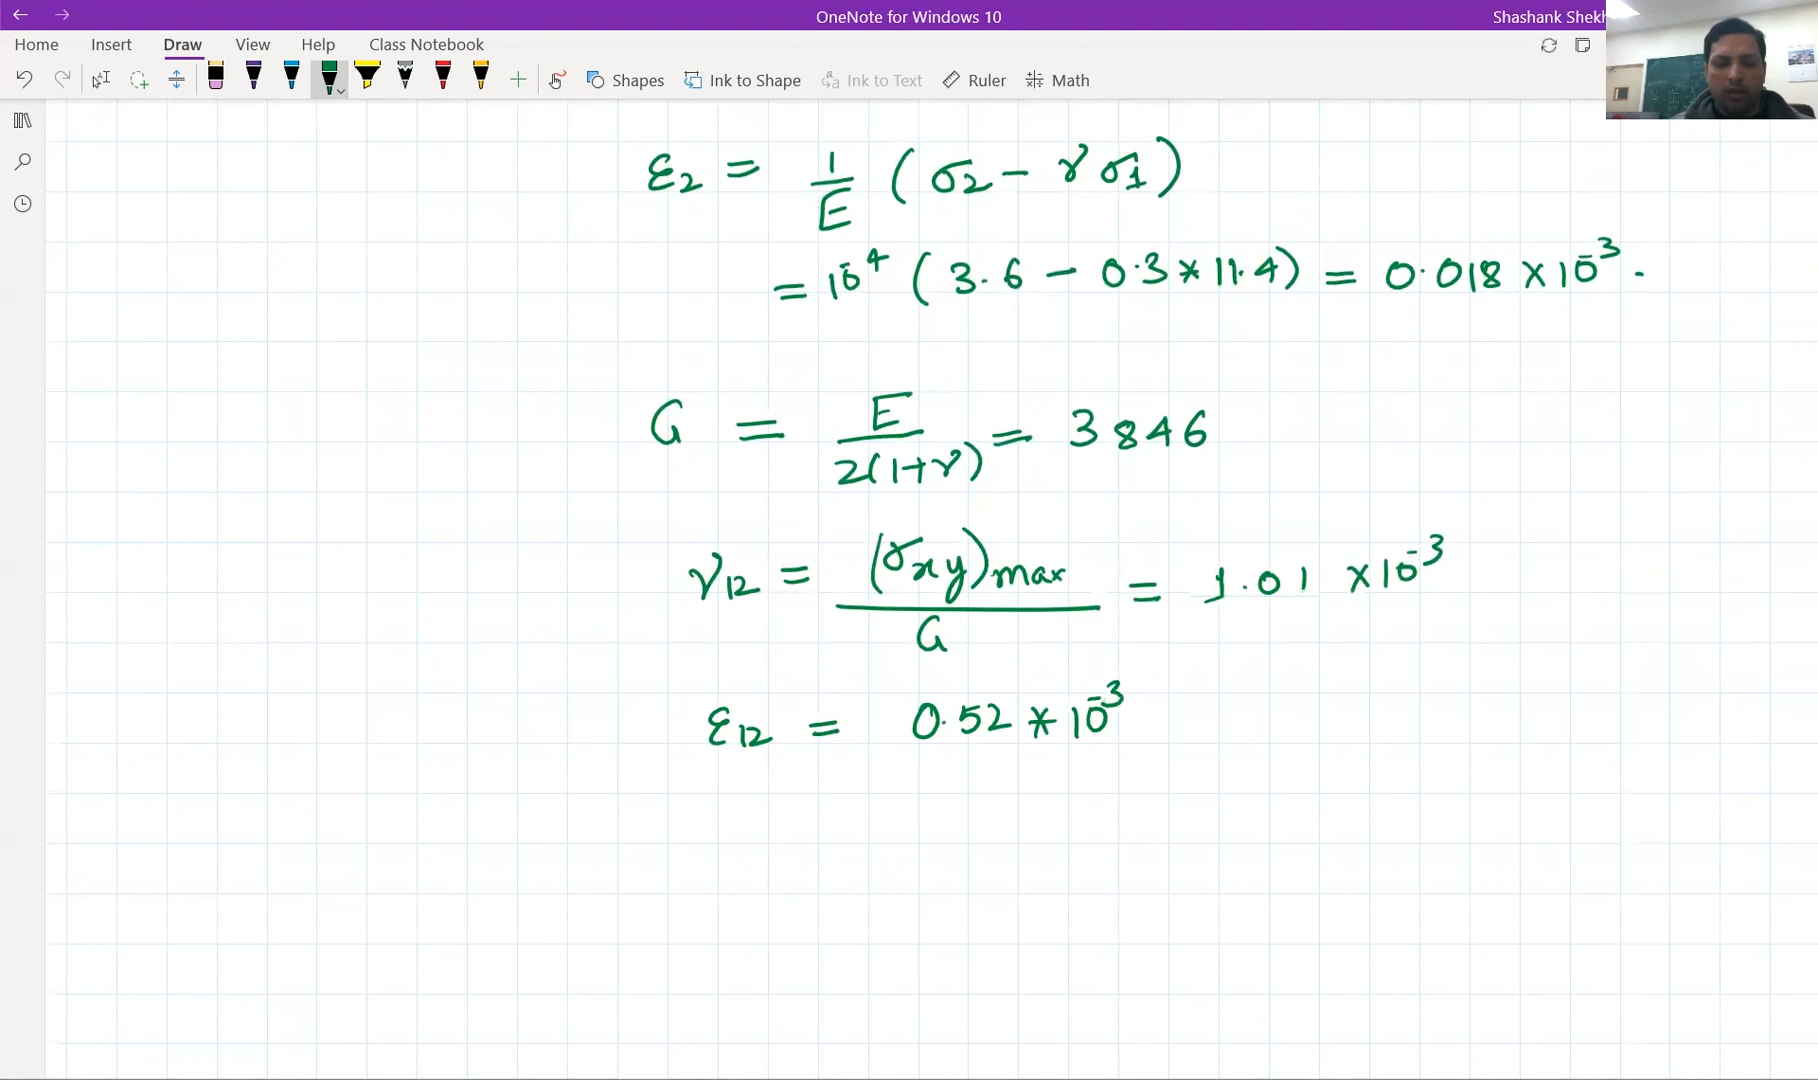 OneNote for Windows 10
Shashank Shekh
Home Insert Draw View Help Class Notebook
Shapes Ink to Shape Ink to Text Ruler Math
ε₂ = 1/E (σ₂ - γ σ₁)
= 10⁻⁴ (3.6 - 0.3 * 11.4) = 0.018 × 10⁻³.
G = E/2(1+γ) = 3846
γ₁₂ = (σxy)max/G = 1.01 × 10⁻³
ε₁₂ = 0.52 * 10⁻³